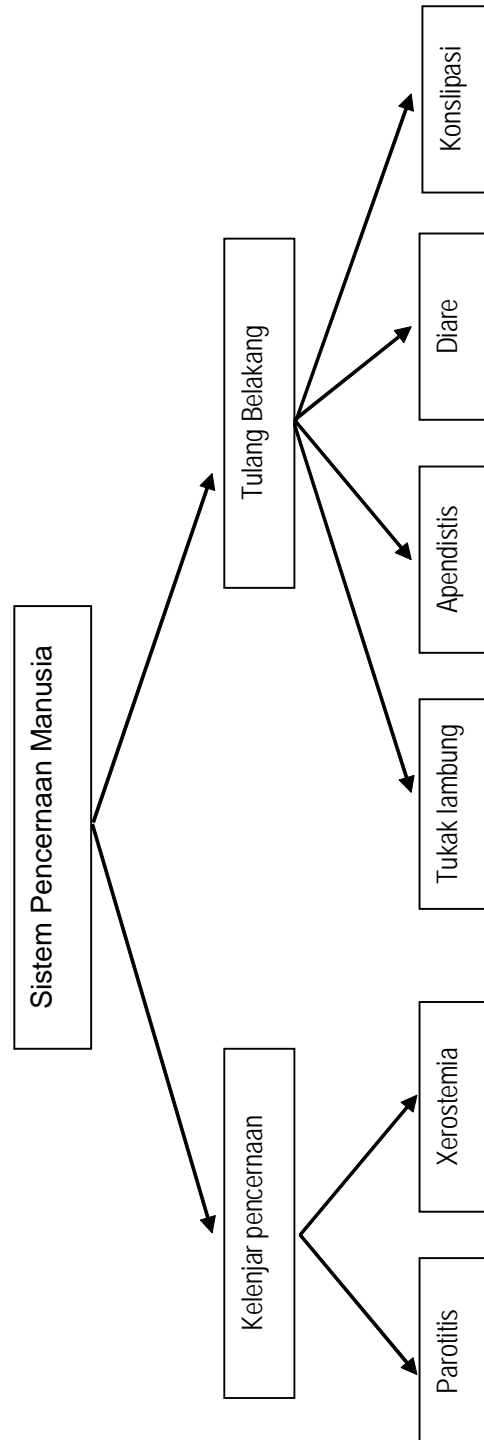 Sistem Pencernaan Manusia
Kelenjar pencernaan
Tulang Belakang
Parotitis
Xerostemia
Tukak lambung
Apendistis
Diare
Konslipasi